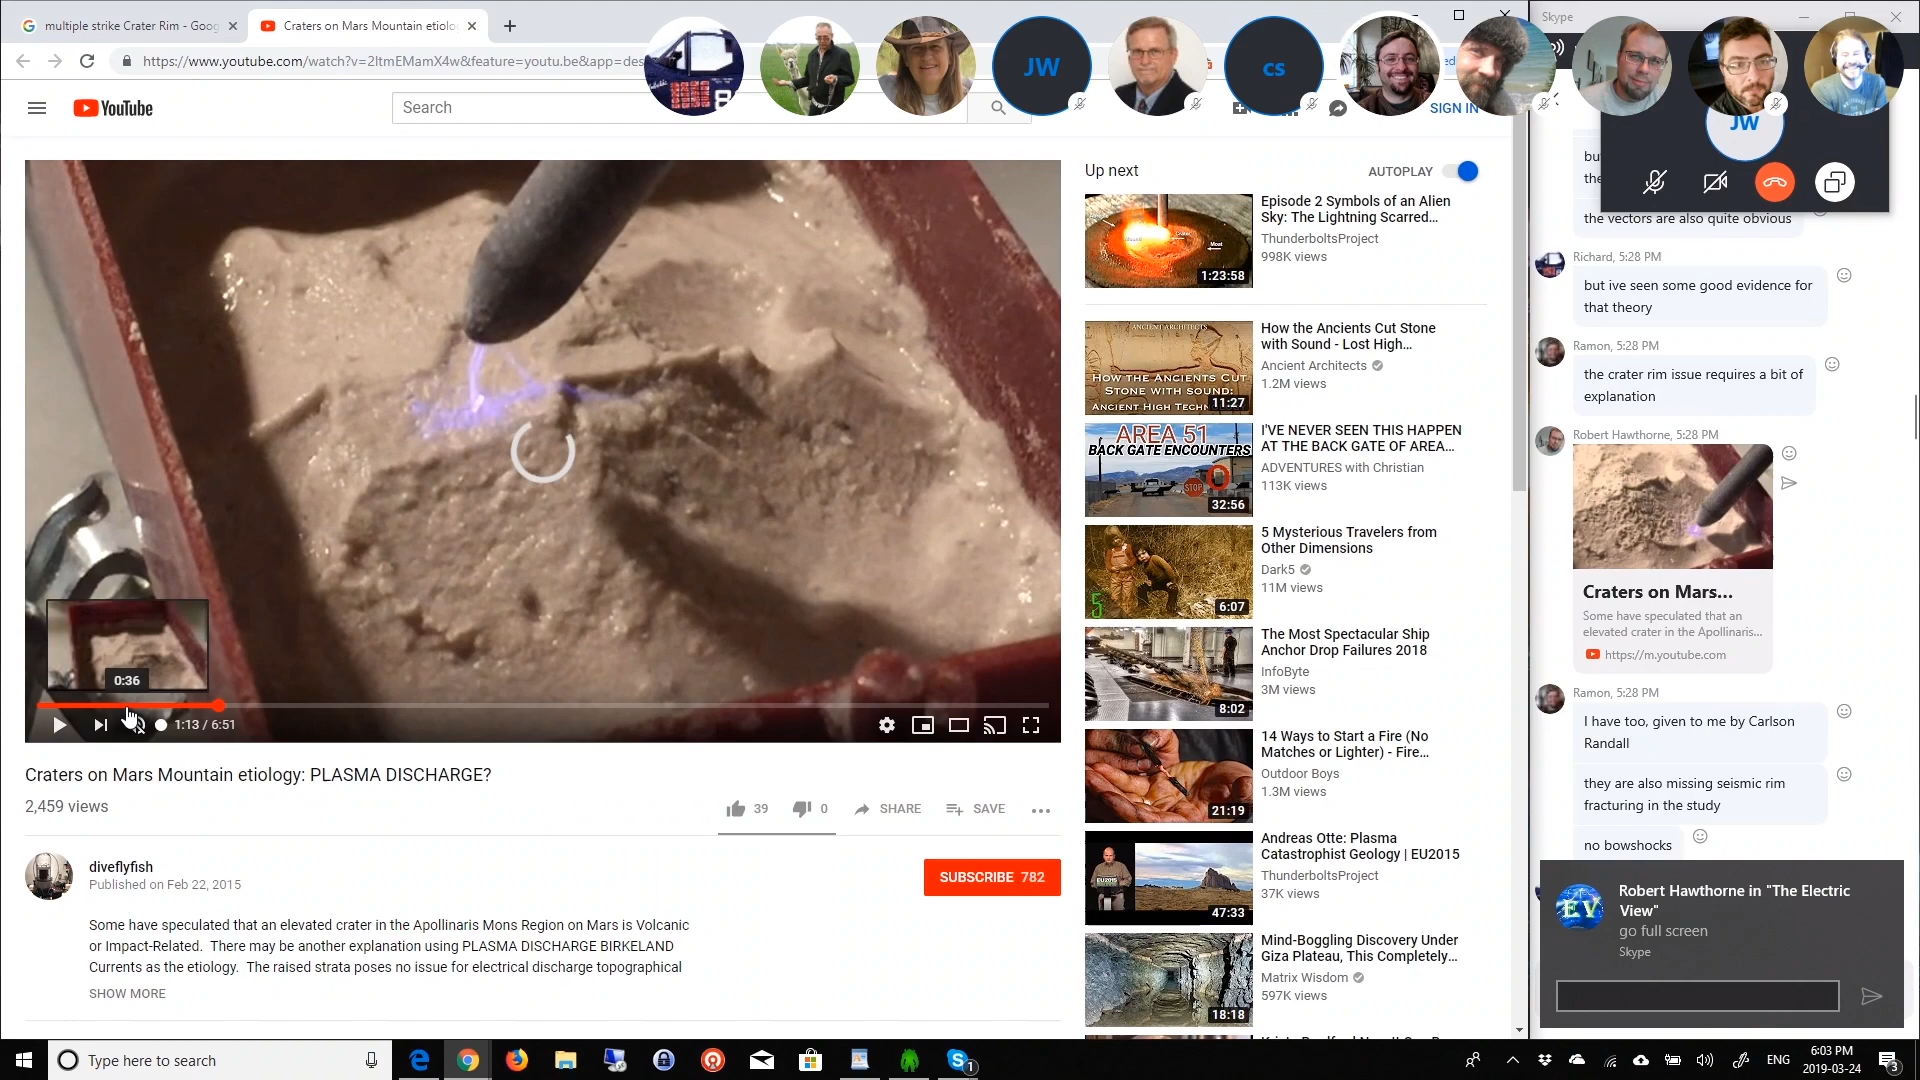 multiple strike Crater Rim - Goog
Craters on Mars Mountain etiolo
Skype
https://www.youtube.com/watch?v=2ltmEMamX4w&feature=youtu.be&app=des
JW
cs
YouTube
Search
SIGN IN
JW
Up next
AUTOPLAY
Episode 2 Symbols of an Alien
Sky: The Lightning Scarred...
ThunderboltsProject
998K views
1:23:58
ANCIENT ARCHITECTS
HOW THE ANCIENTS CUT
STONE WITH SOUND:
11:27
How the Ancients Cut Stone
with Sound - Lost High...
Ancient Architects
1.2M views
AREA 51
BACK GATE ENCOUNTERS
STOP
32:56
I'VE NEVER SEEN THIS HAPPEN
AT THE BACK GATE OF AREA...
ADVENTURES with Christian
113K views
5
6:07
5 Mysterious Travelers from
Other Dimensions
Dark5
11M views
8:02
The Most Spectacular Ship
Anchor Drop Failures 2018
InfoByte
3M views
21:19
14 Ways to Start a Fire (No
Matches or Lighter) - Fire...
Outdoor Boys
1.3M views
47:33
Andreas Otte: Plasma
Catastrophist Geology | EU2015
ThunderboltsProject
37K views
18:18
Mind-Boggling Discovery Under
Giza Plateau, This Completely...
Matrix Wisdom
597K views
0:36
1:13 / 6:51
Craters on Mars Mountain etiology: PLASMA DISCHARGE?
2,459 views
39
0
SHARE
SAVE
diveflyfish
Published on Feb 22, 2015
SUBSCRIBE 782
Some have speculated that an elevated crater in the Apollinaris Mons Region on Mars is Volcanic
or Impact-Related. There may be another explanation using PLASMA DISCHARGE BIRKELAND
Currents as the etiology. The raised strata poses no issue for electrical discharge topographical
SHOW MORE
the vectors are also quite obvious
Richard, 5:28 PM
but ive seen some good evidence for
that theory
Ramon, 5:28 PM
the crater rim issue requires a bit of
explanation
Robert Hawthorne, 5:28 PM
Craters on Mars...
Some have speculated that an
elevated crater in the Apollinaris...
https://m.youtube.com
Ramon, 5:28 PM
I have too, given to me by Carlson
Randall
they are also missing seismic rim
fracturing in the study
no bowshocks
EV
Robert Hawthorne in "The Electric
View"
go full screen
Skype
Type here to search
1
ENG
6:03 PM
2019-03-24
3